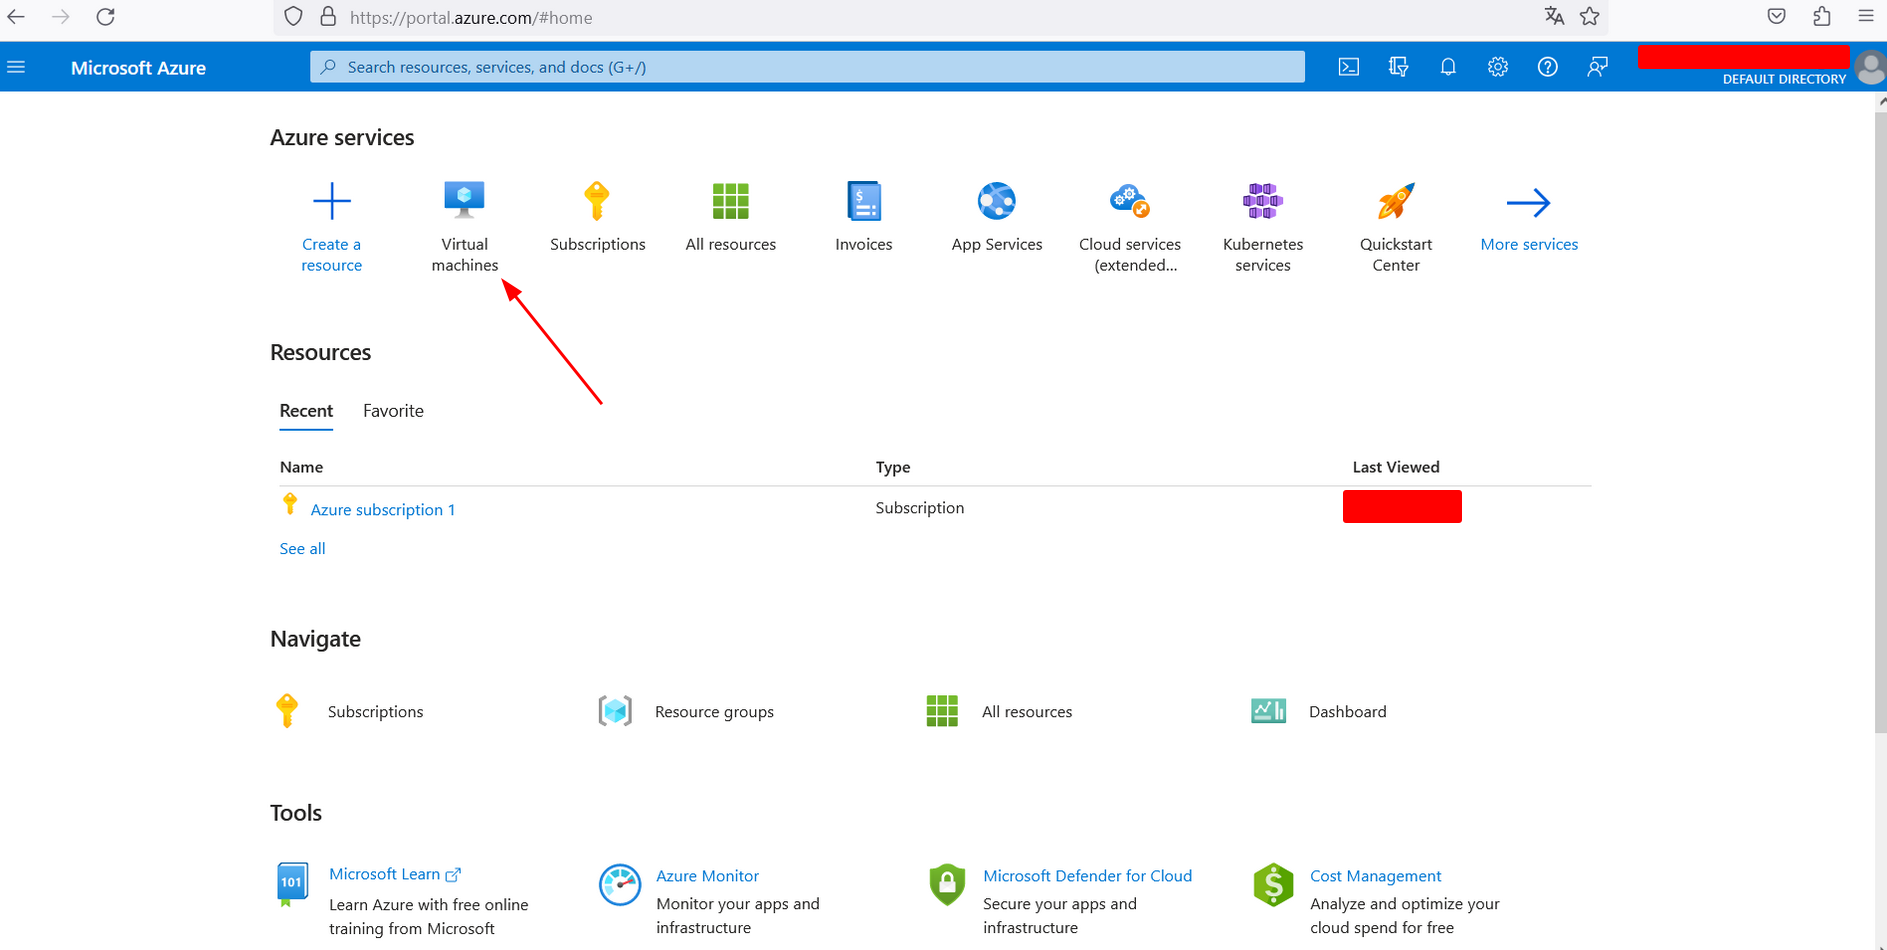 https://portal.azure.com/#home
Microsoft Azure
Search resources, services, and docs (G+/)
DEFAULT DIRECTORY
Azure services
Create a
resource
Virtual
machines
Subscriptions
All resources
$
Invoices
App Services
Cloud services
(extended...
Kubernetes
services
Quickstart
Center
More services
Resources
Recent
Favorite
Name
Type
Last Viewed
Azure subscription 1
Subscription
See all
Navigate
Subscriptions
Resource groups
All resources
Dashboard
Tools
101
Microsoft Learn
Learn Azure with free online
training from Microsoft
Azure Monitor
Monitor your apps and
infrastructure
Microsoft Defender for Cloud
Secure your apps and
infrastructure
$
Cost Management
Analyze and optimize your
cloud spend for free